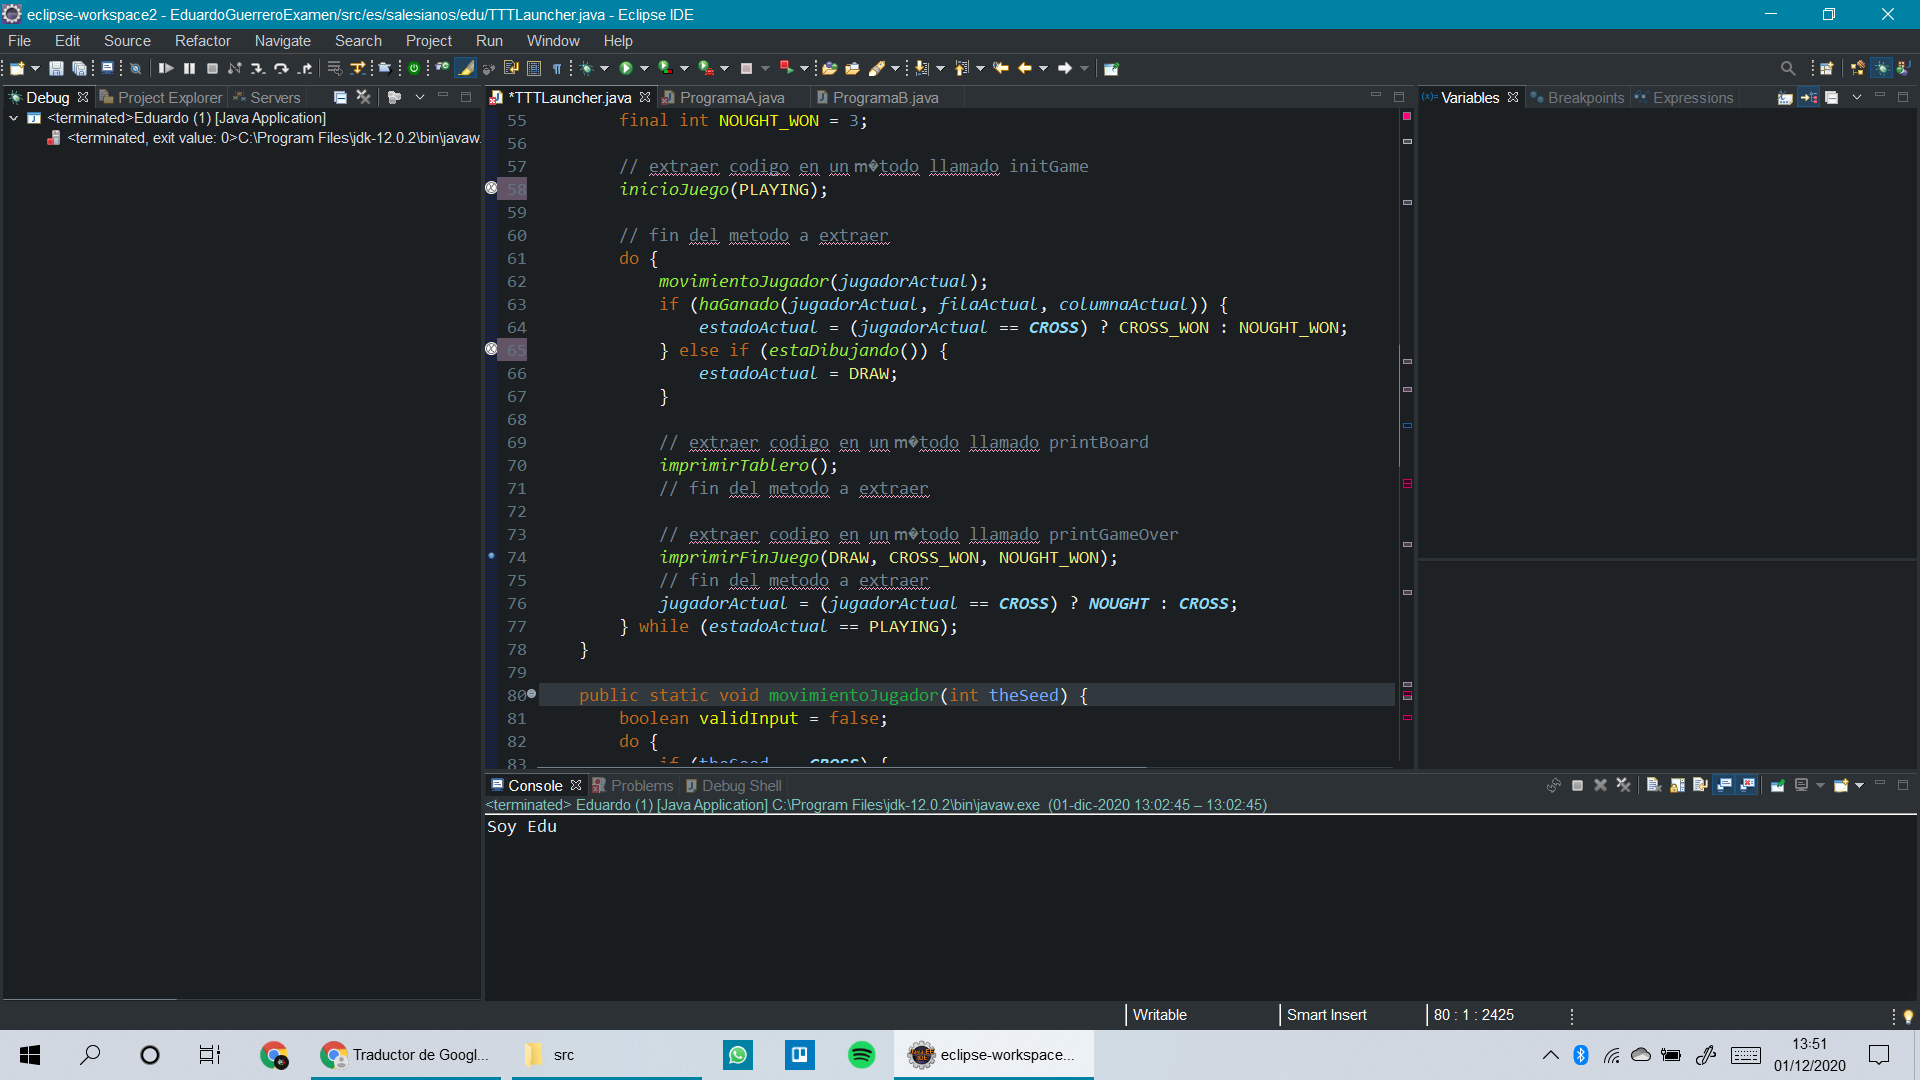 eclipse-workspace2 - EduardoGuerreroExamen/src/es/salesianos/edu/TTTLauncher.java - Eclipse IDE
File Edit Source Refactor Navigate Search Project Run Window Help
Debug Project Explorer Servers
<terminated>Eduardo (1) [Java Application]
<terminated, exit value: 0>C:\Program Files\jdk-12.0.2\bin\javaw.
*TTTLauncher.java ProgramaA.java ProgramaB.java
55 final int NOUGHT_WON = 3;
56
57 // extraer codigo en un m�todo llamado initGame
58 inicioJuego(PLAYING);
59
60 // fin del metodo a extraer
61 do {
62 movimientoJugador(jugadorActual);
63 if (haGanado(jugadorActual, filaActual, columnaActual)) {
64 estadoActual = (jugadorActual == CROSS) ? CROSS_WON : NOUGHT_WON;
65 } else if (estaDibujando()) {
66 estadoActual = DRAW;
67 }
68
69 // extraer codigo en un m�todo llamado printBoard
70 imprimirTablero();
71 // fin del metodo a extraer
72
73 // extraer codigo en un m�todo llamado printGameOver
74 imprimirFinJuego(DRAW, CROSS_WON, NOUGHT_WON);
75 // fin del metodo a extraer
76 jugadorActual = (jugadorActual == CROSS) ? NOUGHT : CROSS;
77 } while (estadoActual == PLAYING);
78 }
79
80 public static void movimientoJugador(int theSeed) {
81 boolean validInput = false;
82 do {
83 if (theSeed == CROSS) {
Variables Breakpoints Expressions
Console Problems Debug Shell
<terminated> Eduardo (1) [Java Application] C:\Program Files\jdk-12.0.2\bin\javaw.exe (01-dic-2020 13:02:45 – 13:02:45)
Soy Edu
Writable Smart Insert 80 : 1 : 2425
Traductor de Googl... src eclipse-workspace...
13:51
01/12/2020